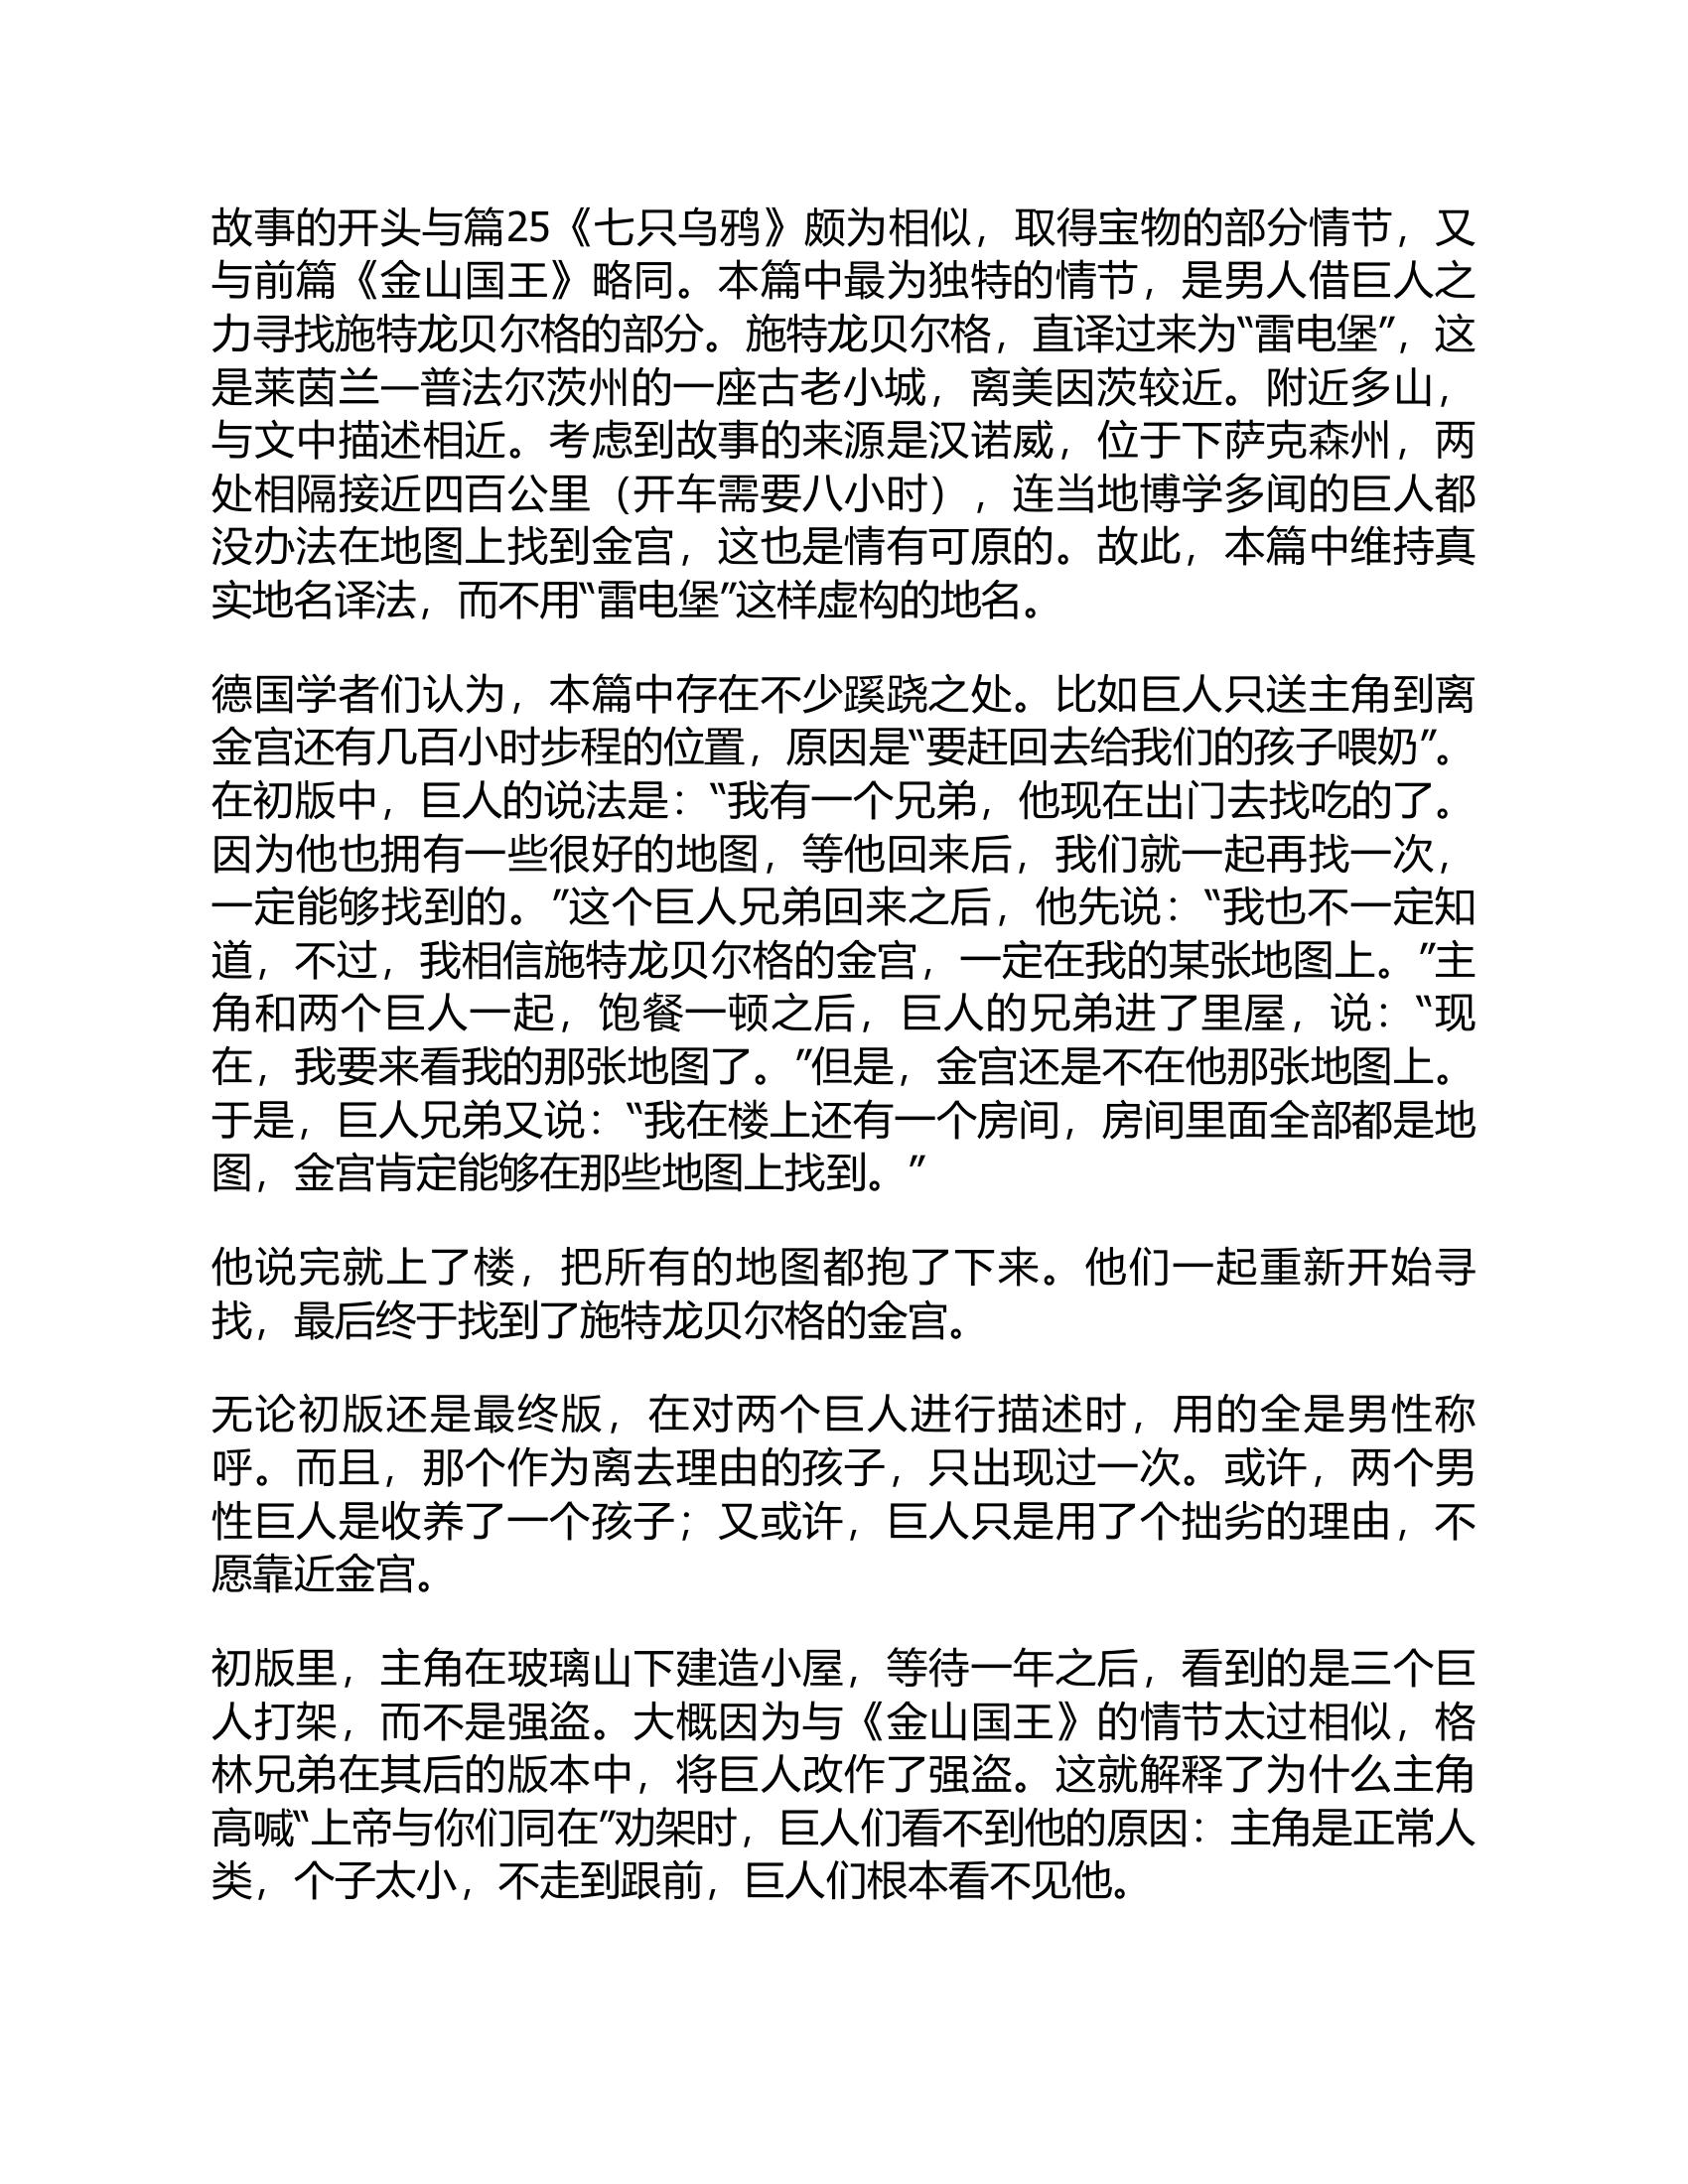 故事的开头与篇25《七只乌鸦》颇为相似，取得宝物的部分情节，又
与前篇《金山国王》略同。本篇中最为独特的情节，是男人借巨人之
力寻找施特龙贝尔格的部分。施特龙贝尔格，直译过来为“雷电堡”，这
是莱茵兰—普法尔茨州的一座古老小城，离美因茨较近。附近多山，
与文中描述相近。考虑到故事的来源是汉诺威，位于下萨克森州，两
处相隔接近四百公里（开车需要八小时），连当地博学多闻的巨人都
没办法在地图上找到金宫，这也是情有可原的。故此，本篇中维持真
实地名译法，而不用“雷电堡”这样虚构的地名。
德国学者们认为，本篇中存在不少蹊跷之处。比如巨人只送主角到离
金宫还有几百小时步程的位置，原因是“要赶回去给我们的孩子喂奶”。
在初版中，巨人的说法是：“我有一个兄弟，他现在出门去找吃的了。
因为他也拥有一些很好的地图，等他回来后，我们就一起再找一次，
一定能够找到的。”这个巨人兄弟回来之后，他先说：“我也不一定知
道，不过，我相信施特龙贝尔格的金宫，一定在我的某张地图上。”主
角和两个巨人一起，饱餐一顿之后，巨人的兄弟进了里屋，说：“现
在，我要来看我的那张地图了。”但是，金宫还是不在他那张地图上。
于是，巨人兄弟又说：“我在楼上还有一个房间，房间里面全部都是地
图，金宫肯定能够在那些地图上找到。”
他说完就上了楼，把所有的地图都抱了下来。他们一起重新开始寻
找，最后终于找到了施特龙贝尔格的金宫。
无论初版还是最终版，在对两个巨人进行描述时，用的全是男性称
呼。而且，那个作为离去理由的孩子，只出现过一次。或许，两个男
性巨人是收养了一个孩子；又或许，巨人只是用了个拙劣的理由，不
愿靠近金宫。
初版里，主角在玻璃山下建造小屋，等待一年之后，看到的是三个巨
人打架，而不是强盗。大概因为与《金山国王》的情节太过相似，格
林兄弟在其后的版本中，将巨人改作了强盗。这就解释了为什么主角
高喊“上帝与你们同在”劝架时，巨人们看不到他的原因：主角是正常人
类，个子太小，不走到跟前，巨人们根本看不见他。